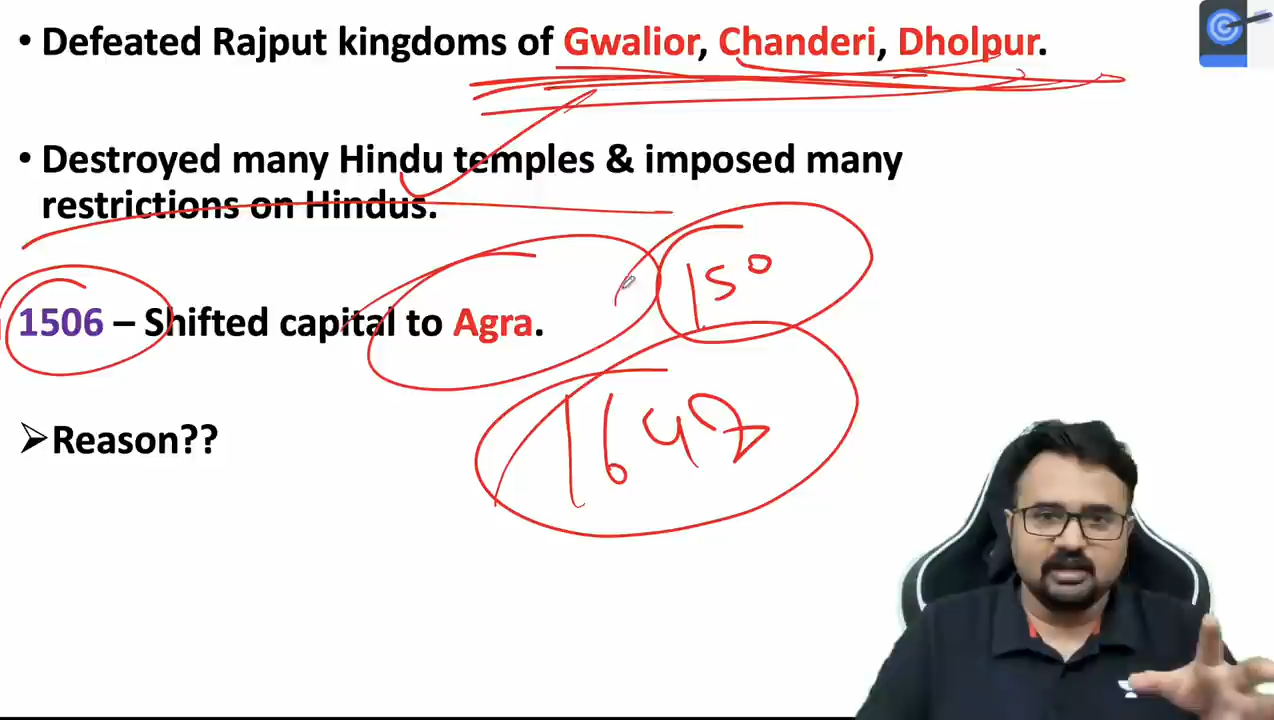 • Defeated Rajput kingdoms of Gwalior, Chanderi, Dholpur.
• Destroyed many Hindu temples & imposed many
restrictions on Hindus.
150
1506 – Shifted capital to Agra.
1648
➢Reason??